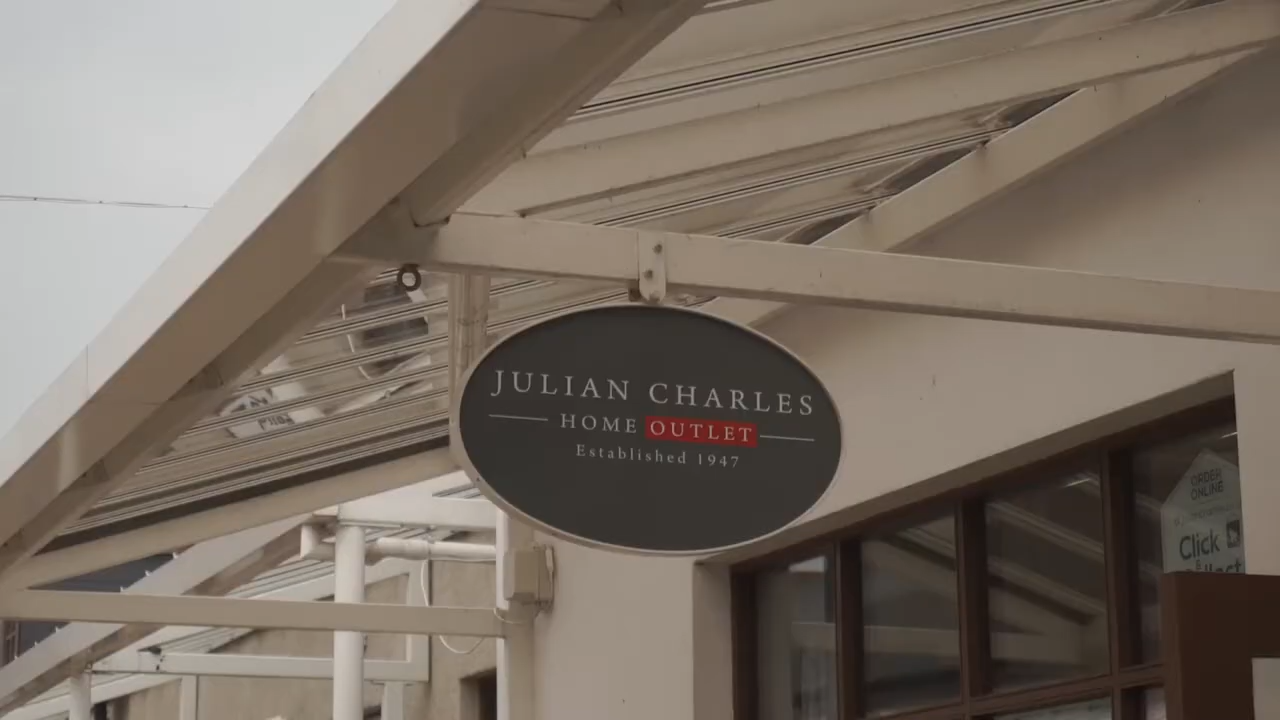 JULIAN CHARLES
HOME OUTLET
Established 1947
ORDER
ONLINE
Click
&